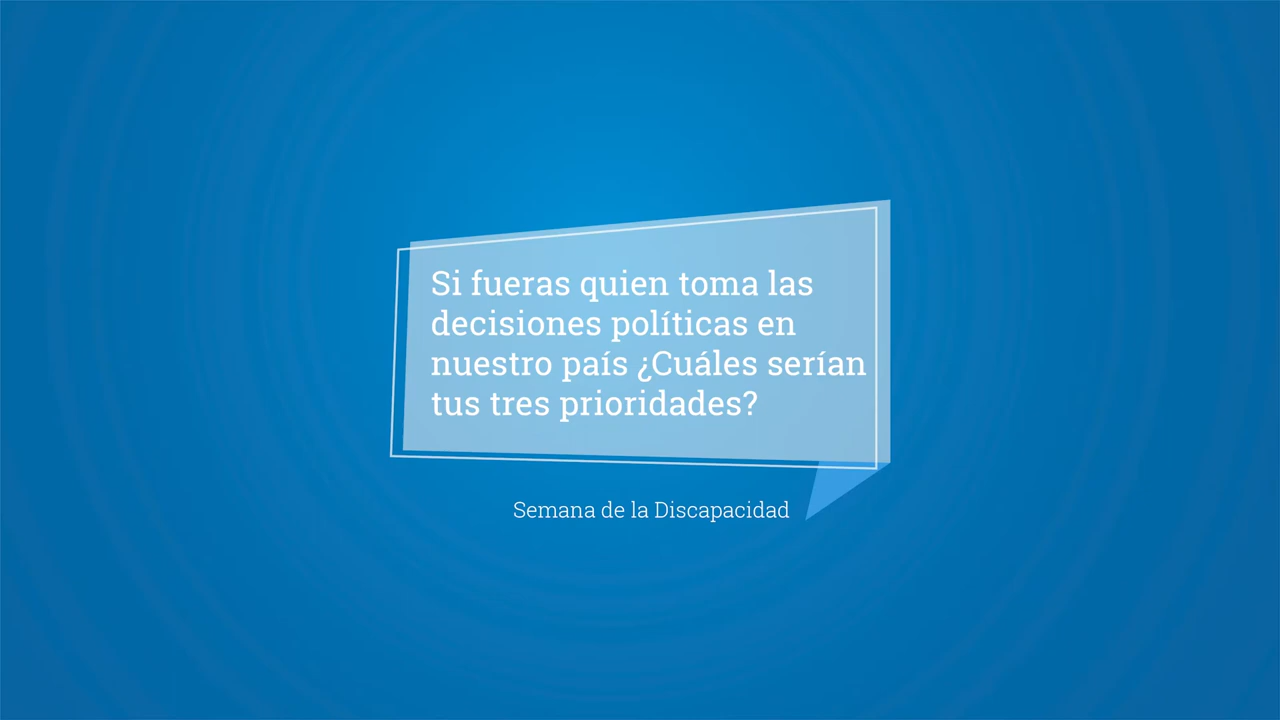 Si fueras quien toma las
decisiones políticas en
nuestro país ¿Cuáles serían
tus tres prioridades?
Semana de la Discapacidad